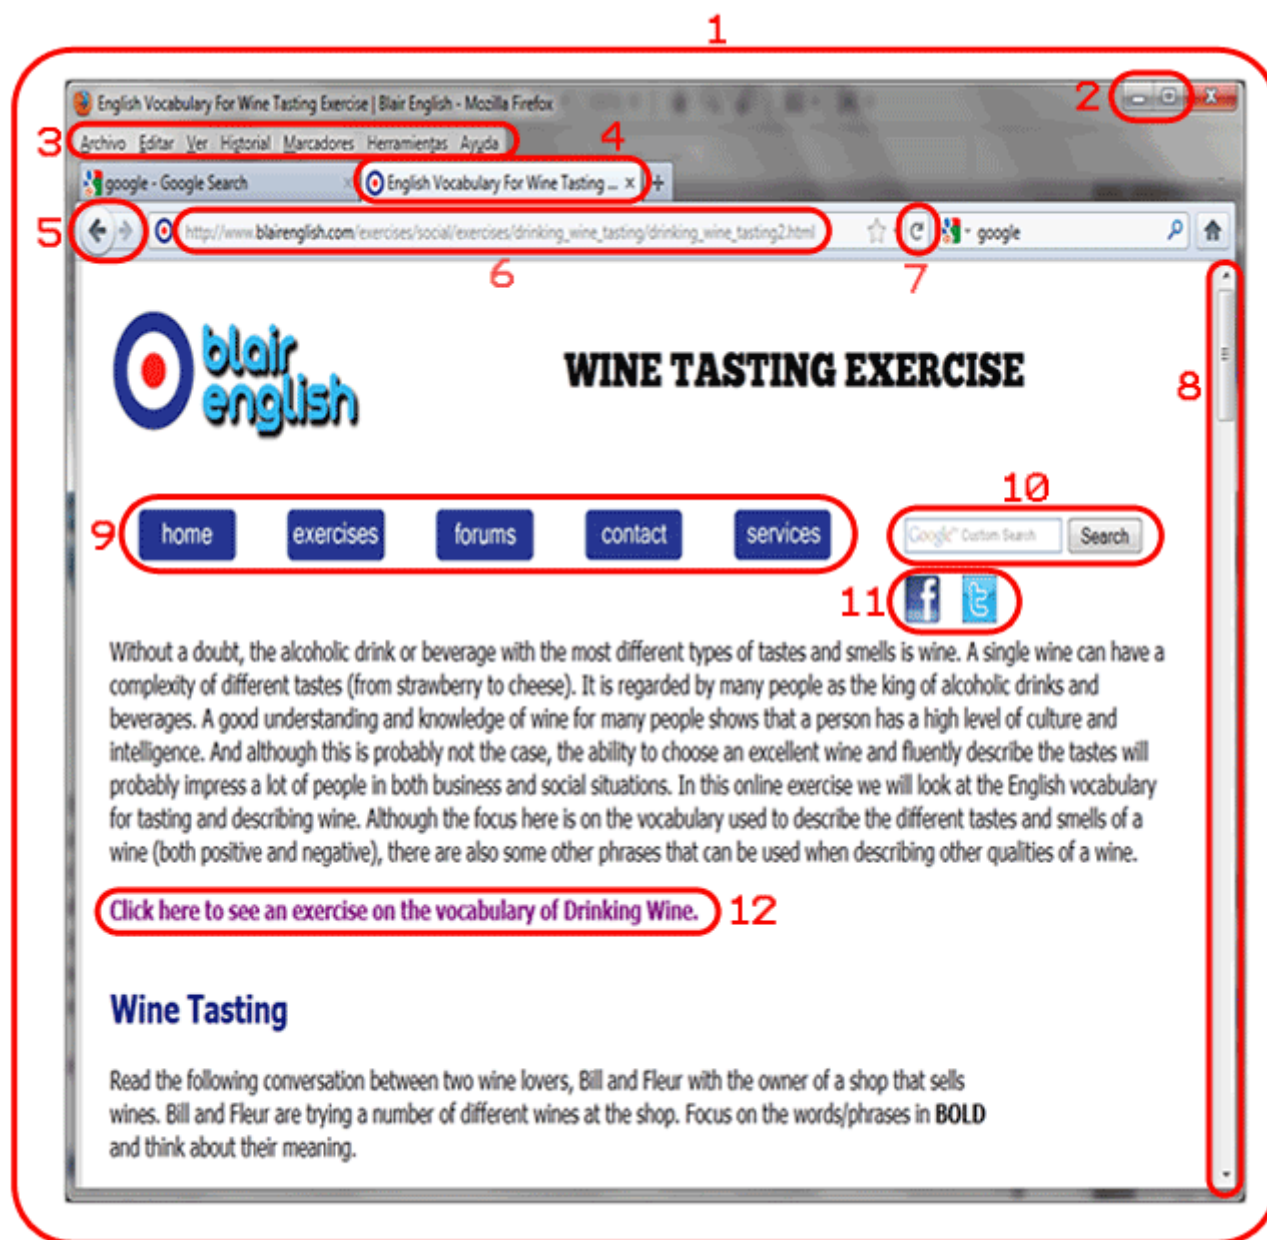 1
English Vocabulary For Wine Tasting Exercise | Blair English - Mozilla Firefox
2
3
Archivo Editar Ver Historial Marcadores Herramientas Ayuda
4
google - Google Search
English Vocabulary For Wine Tasting ...
5
http://www.blairenglish.com/exercises/social/exercises/drinking_wine_tasting/drinking_wine_tasting2.html
google
6
7
blair
english
WINE TASTING EXERCISE
8
9
home exercises forums contact services
10
Google™ Custom Search
Search
11
f t
Without a doubt, the alcoholic drink or beverage with the most different types of tastes and smells is wine. A single wine can have a
complexity of different tastes (from strawberry to cheese). It is regarded by many people as the king of alcoholic drinks and
beverages. A good understanding and knowledge of wine for many people shows that a person has a high level of culture and
intelligence. And although this is probably not the case, the ability to choose an excellent wine and fluently describe the tastes will
probably impress a lot of people in both business and social situations. In this online exercise we will look at the English vocabulary
for tasting and describing wine. Although the focus here is on the vocabulary used to describe the different tastes and smells of a
wine (both positive and negative), there are also some other phrases that can be used when describing other qualities of a wine.
Click here to see an exercise on the vocabulary of Drinking Wine.
12
Wine Tasting
Read the following conversation between two wine lovers, Bill and Fleur with the owner of a shop that sells
wines. Bill and Fleur are trying a number of different wines at the shop. Focus on the words/phrases in BOLD
and think about their meaning.